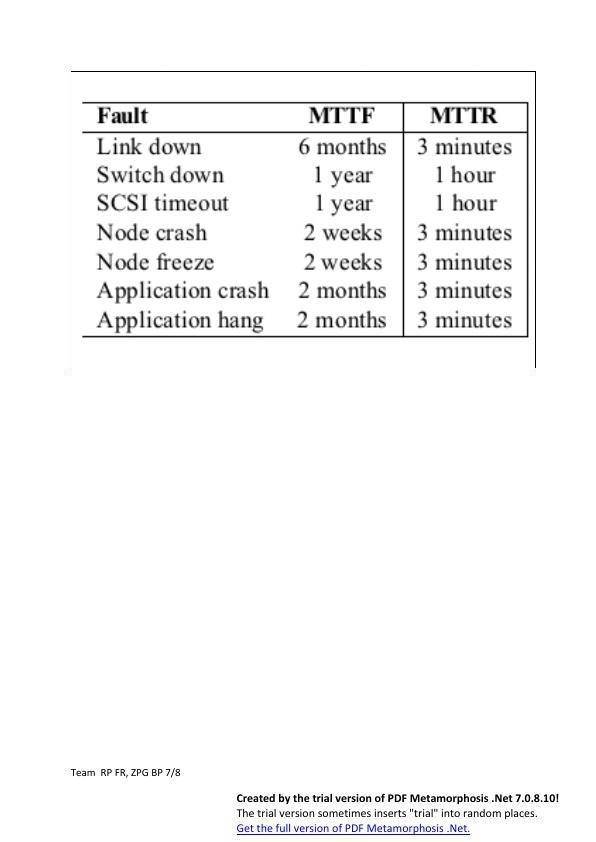 Fault MTTF MTTR
Link down 6 months 3 minutes
Switch down 1 year 1 hour
SCSI timeout 1 year 1 hour
Node crash 2 weeks 3 minutes
Node freeze 2 weeks 3 minutes
Application crash 2 months 3 minutes
Application hang 2 months 3 minutes
Team RP FR, ZPG BP 7/8
Created by the trial version of PDF Metamorphosis .Net 7.0.8.10!
The trial version sometimes inserts "trial" into random places.
Get the full version of PDF Metamorphosis .Net.